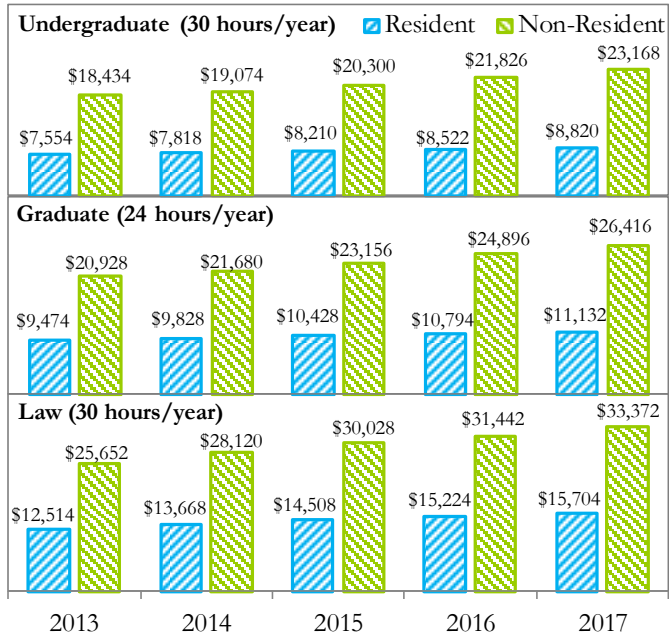 Undergraduate (30 hours/year) Resident Non-Resident
$18,434 $19,074 $20,300 $21,826 $23,168
$7,554 $7,818 $8,210 $8,522 $8,820
Graduate (24 hours/year)
$20,928 $21,680 $23,156 $24,896 $26,416
$9,474 $9,828 $10,428 $10,794 $11,132
Law (30 hours/year)
$25,652 $28,120 $30,028 $31,442 $33,372
$12,514 $13,668 $14,508 $15,224 $15,704
2013 2014 2015 2016 2017